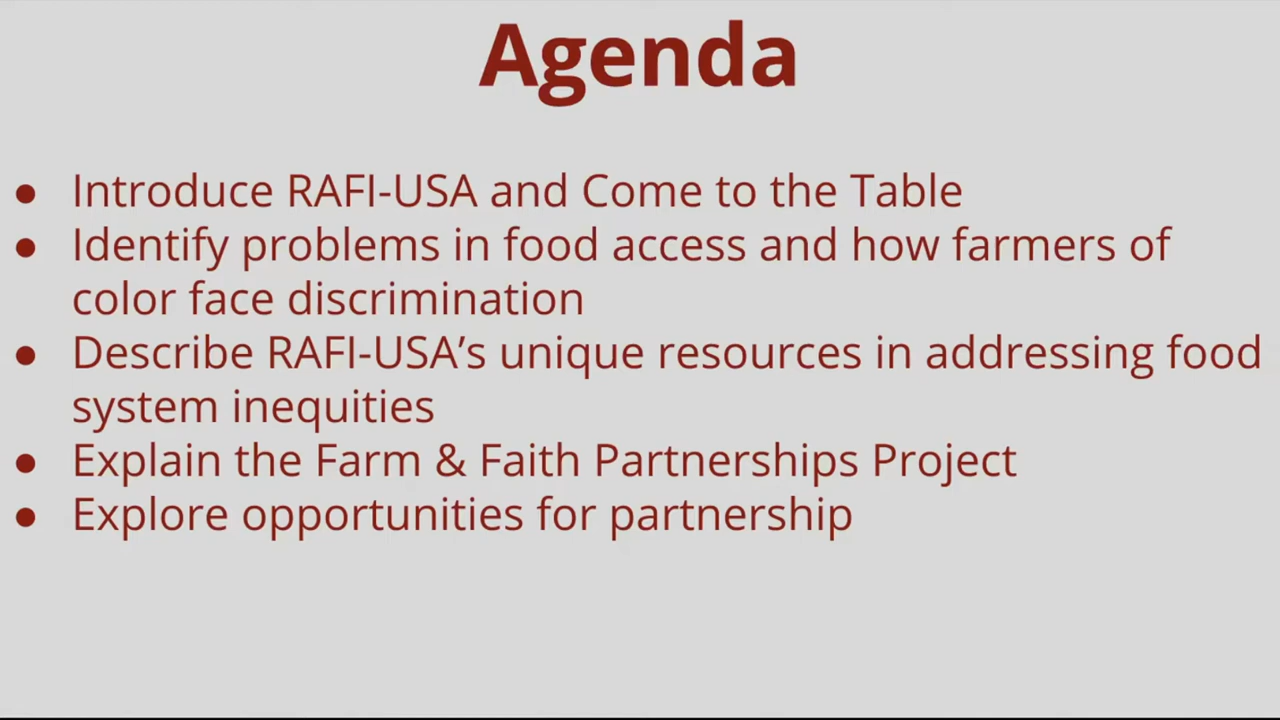 Agenda
● Introduce RAFI-USA and Come to the Table
● Identify problems in food access and how farmers of
color face discrimination
● Describe RAFI-USA’s unique resources in addressing food
system inequities
● Explain the Farm & Faith Partnerships Project
● Explore opportunities for partnership